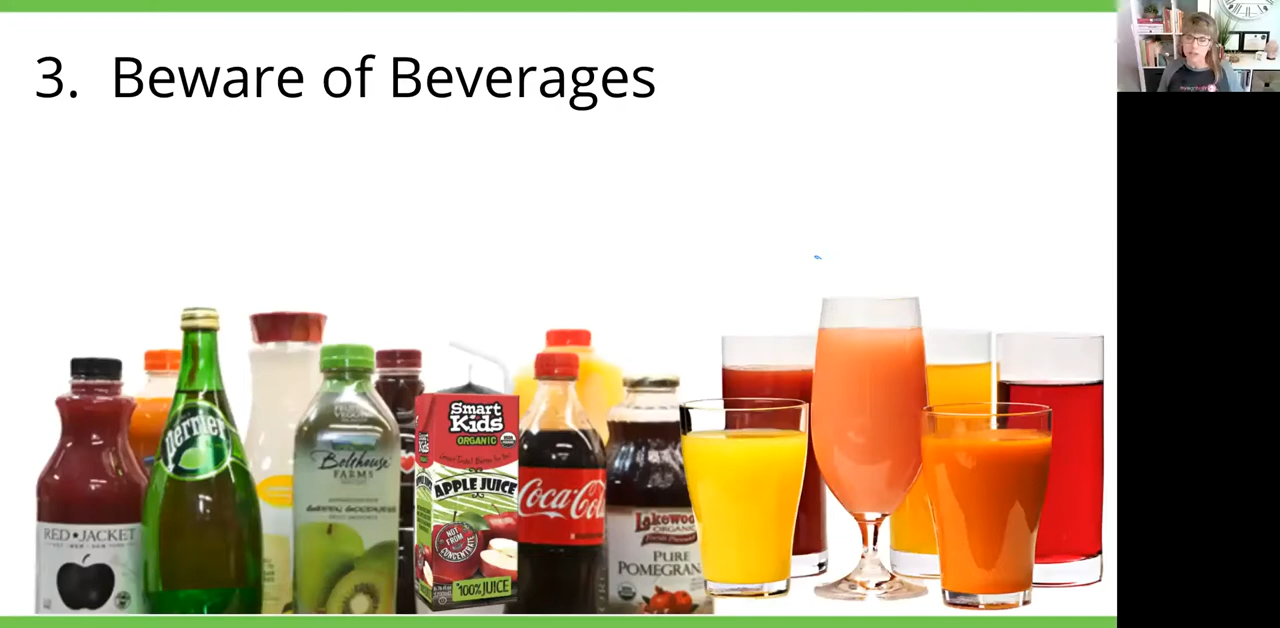 3. Beware of Beverages
perrier
Smart
Kids
ORGANIC
APPLE JUICE
NOT
FROM
CONCENTRATE
*100% JUICE
Bolthouse
FARMS
Coca-Cola
RED★JACKET
Lakewood
ORGANIC
PURE
POMEGRAN